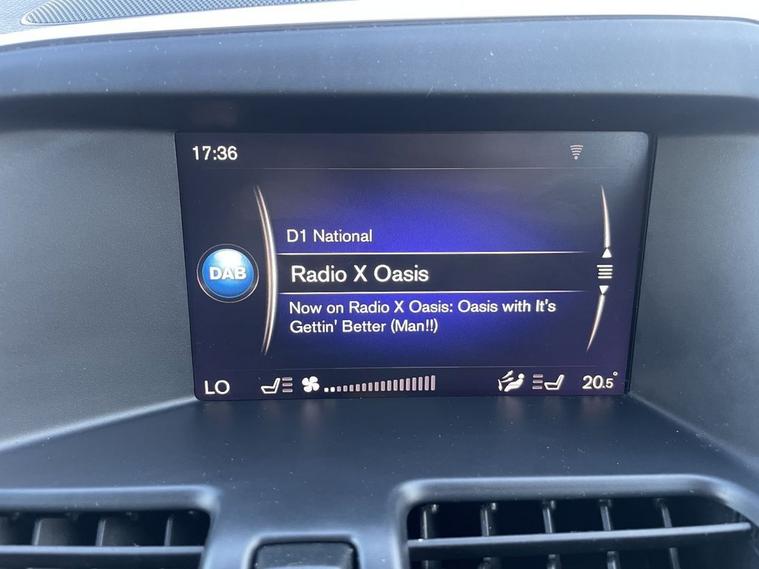 17:36
D1 National
DAB
Radio X Oasis
Now on Radio X Oasis: Oasis with It's
Gettin' Better (Man!!)
LO
20.5°